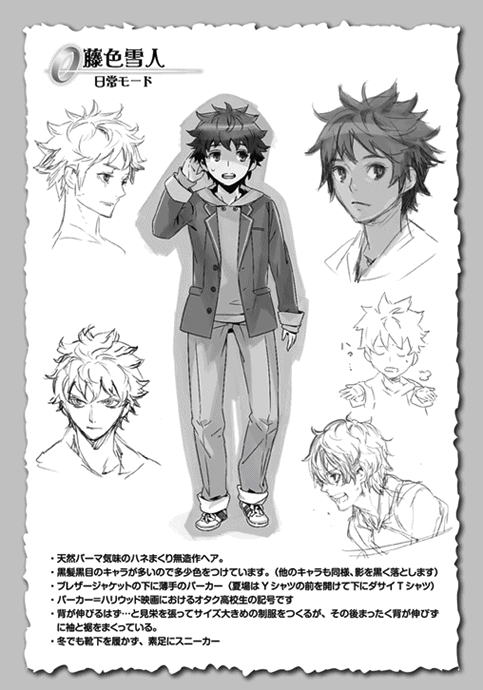 藤色雪人
日常モード
ハ?…
・天然パーマ気味のハネまくり無造作ヘア。
・黒髪黒目のキャラが多いので多少色をつけています。（他のキャラも同様、影を黒く落とします）
・ブレザージャケットの下に薄手のパーカー（夏場はYシャツの前を開けて下にダサイTシャツ）
・パーカー＝ハリウッド映画におけるオタク高校生の記号です
・背が伸びるはず…と見栄を張ってサイズ大きめの制服をつくるが、その後まったく背が伸びず
に袖と裾をまくっている。
・冬でも靴下を履かず、素足にスニーカー